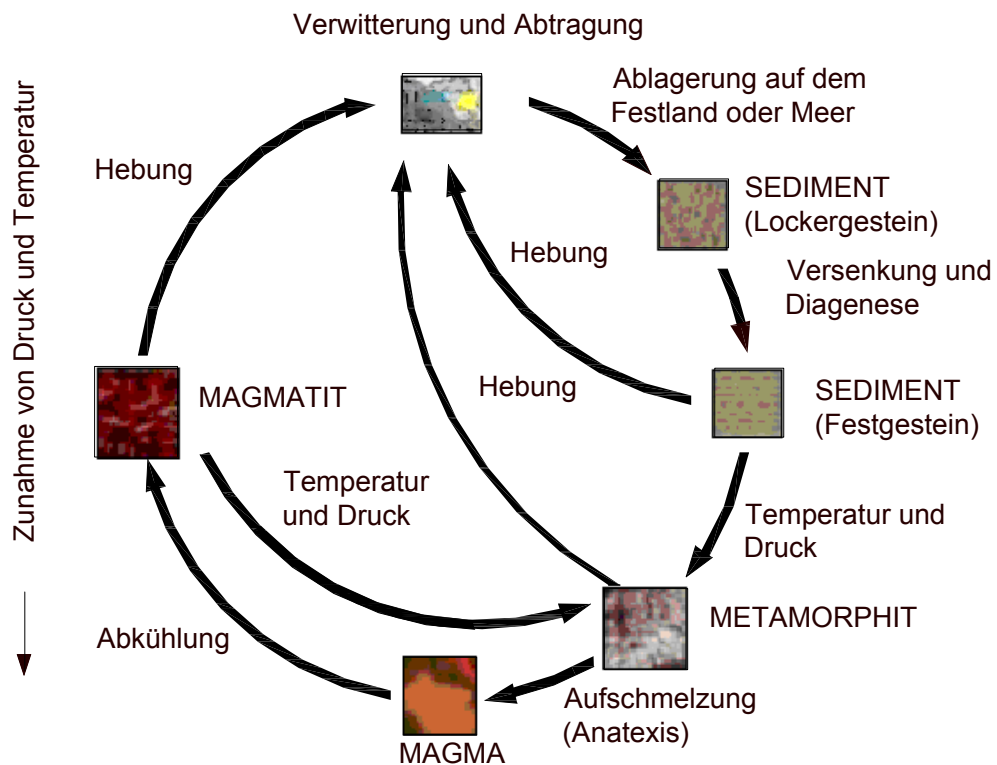 Verwitterung und Abtragung
Ablagerung auf dem
Festland oder Meer
Zunahme von Druck und Temperatur
Hebung
SEDIMENT
(Lockergestein)
Hebung
Versenkung und
Diagenese
Hebung
MAGMATIT
SEDIMENT
(Festgestein)
Temperatur
und Druck
Temperatur und
Druck
METAMORPHIT
Abkühlung
Aufschmelzung
(Anatexis)
MAGMA